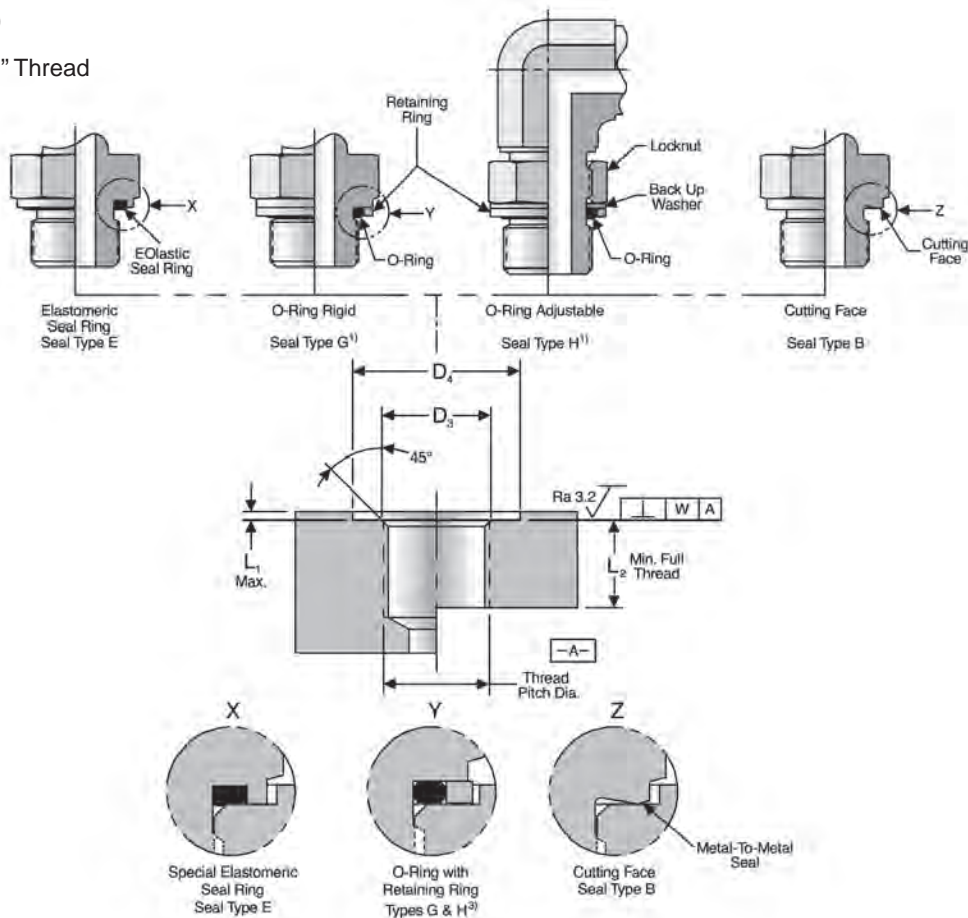 ” Thread
Retaining
Ring
Locknut
Back Up
Washer
X
Y
Z
EOlastic
Seal Ring
O-Ring
O-Ring
Cutting
Face
Elastomeric
Seal Ring
Seal Type E
O-Ring Rigid
Seal Type G1)
O-Ring Adjustable
Seal Type H1)
Cutting Face
Seal Type B
D4
D3
45°
Ra 3.2
⊥ W A
L1
Max.
L2
Min. Full
Thread
-A-
Thread
Pitch Dia.
X
Y
Z
Metal-To-Metal
Seal
Special Elastomeric
Seal Ring
Seal Type E
O-Ring with
Retaining Ring
Types G & H3)
Cutting Face
Seal Type B